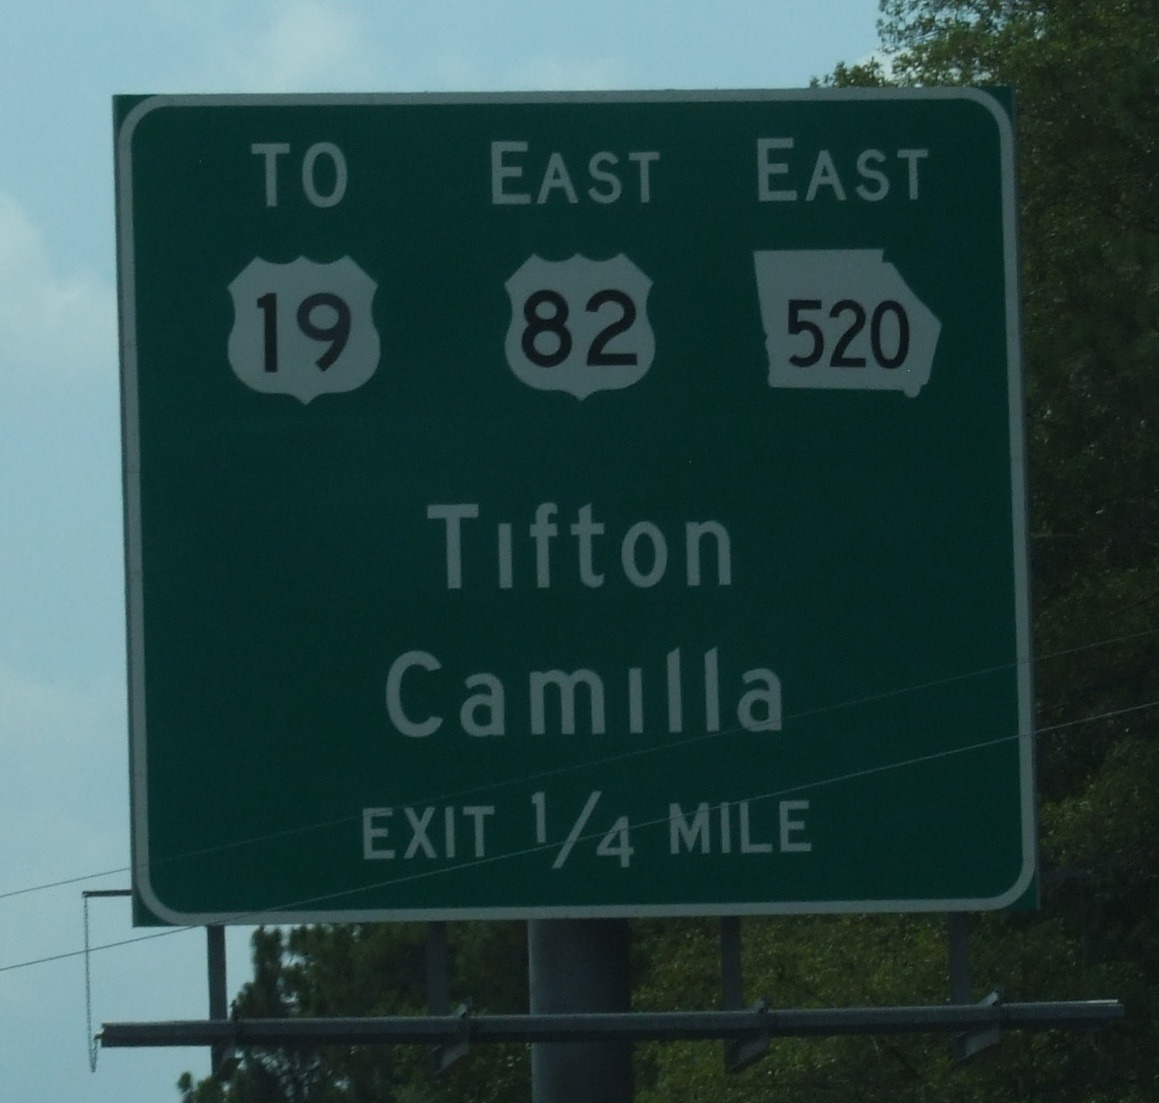 TO EAST EAST
19 82 520
Tifton
Camilla
EXIT 1/4 MILE